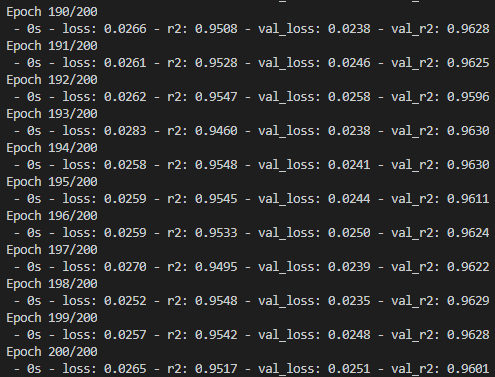 Epoch 190/200
- 0s - loss: 0.0266 - r2: 0.9508 - val_loss: 0.0238 - val_r2: 0.9628
Epoch 191/200
- 0s - loss: 0.0261 - r2: 0.9528 - val_loss: 0.0246 - val_r2: 0.9625
Epoch 192/200
- 0s - loss: 0.0262 - r2: 0.9547 - val_loss: 0.0258 - val_r2: 0.9596
Epoch 193/200
- 0s - loss: 0.0283 - r2: 0.9460 - val_loss: 0.0238 - val_r2: 0.9630
Epoch 194/200
- 0s - loss: 0.0258 - r2: 0.9548 - val_loss: 0.0241 - val_r2: 0.9630
Epoch 195/200
- 0s - loss: 0.0259 - r2: 0.9545 - val_loss: 0.0244 - val_r2: 0.9611
Epoch 196/200
- 0s - loss: 0.0259 - r2: 0.9533 - val_loss: 0.0250 - val_r2: 0.9624
Epoch 197/200
- 0s - loss: 0.0270 - r2: 0.9495 - val_loss: 0.0239 - val_r2: 0.9622
Epoch 198/200
- 0s - loss: 0.0252 - r2: 0.9548 - val_loss: 0.0235 - val_r2: 0.9629
Epoch 199/200
- 0s - loss: 0.0257 - r2: 0.9542 - val_loss: 0.0248 - val_r2: 0.9628
Epoch 200/200
- 0s - loss: 0.0265 - r2: 0.9517 - val_loss: 0.0251 - val_r2: 0.9601